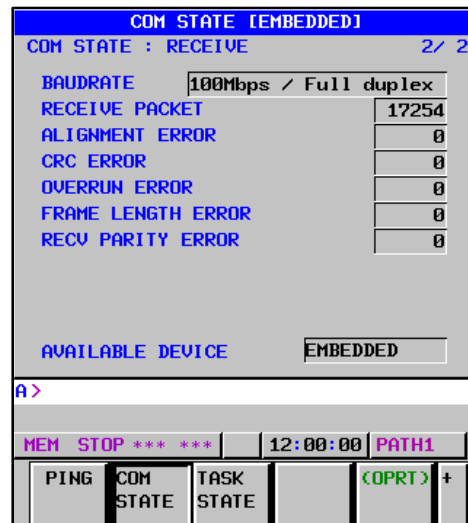 COM STATE [EMBEDDED]
COM STATE : RECEIVE 2/ 2
BAUDRATE 100Mbps / Full duplex
RECEIVE PACKET 17254
ALIGNMENT ERROR 0
CRC ERROR 0
OVERRUN ERROR 0
FRAME LENGTH ERROR 0
RECV PARITY ERROR 0
AVAILABLE DEVICE EMBEDDED
A>
MEM STOP *** *** 12:00:00 PATH1
PING COM TASK (OPRT) +
STATE STATE